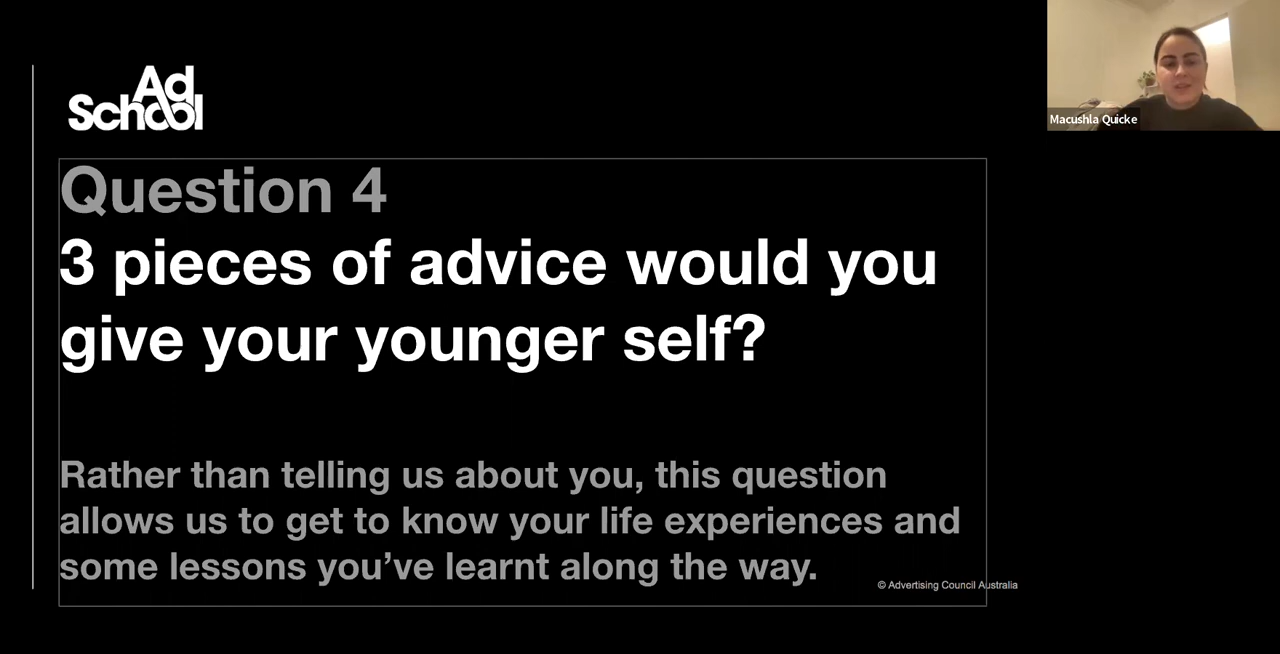 Ad
School
Macushla Quicke
Question 4
3 pieces of advice would you
give your younger self?
Rather than telling us about you, this question
allows us to get to know your life experiences and
some lessons you’ve learnt along the way.
© Advertising Council Australia